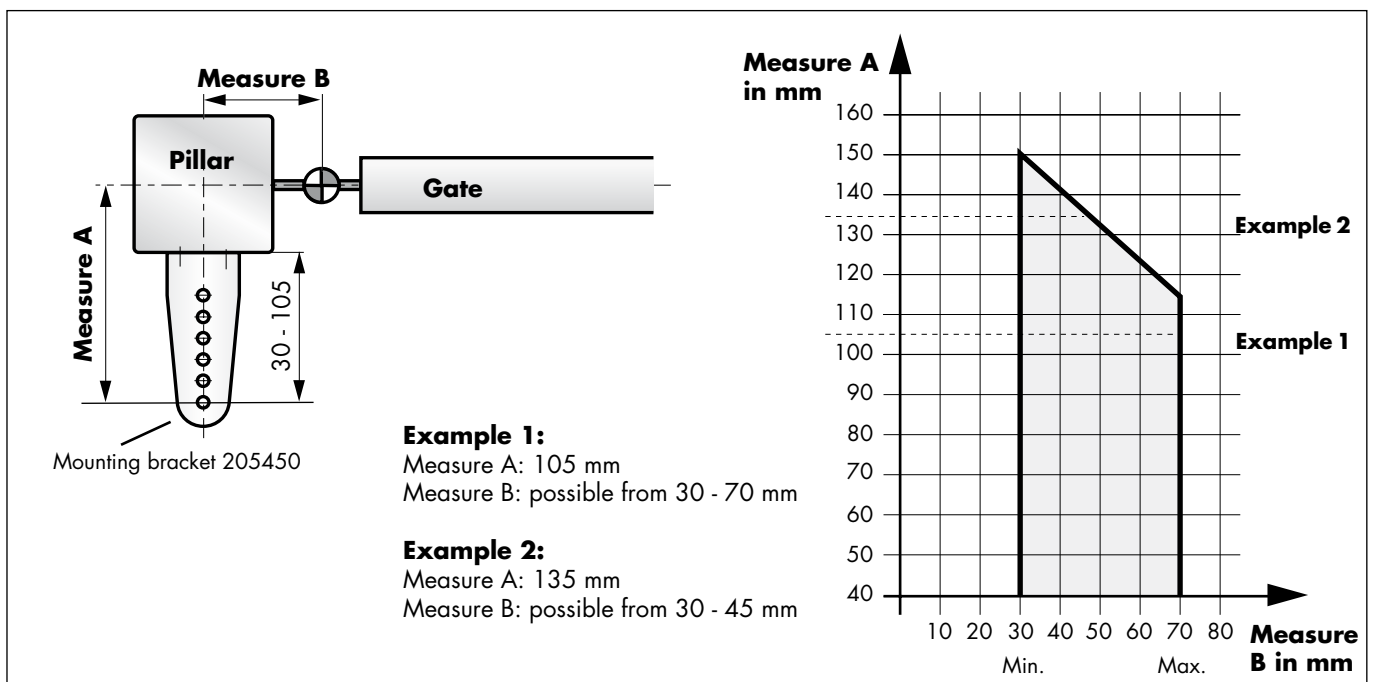 Measure B
Pillar
Gate
Measure A
30 - 105
Mounting bracket 205450
Example 1:
Measure A: 105 mm
Measure B: possible from 30 - 70 mm
Example 2:
Measure A: 135 mm
Measure B: possible from 30 - 45 mm
Measure A
in mm
160
150
140
130
120
110
100
90
80
70
60
50
40
Example 2
Example 1
10 20 30 40 50 60 70 80
Min. Max.
Measure
B in mm